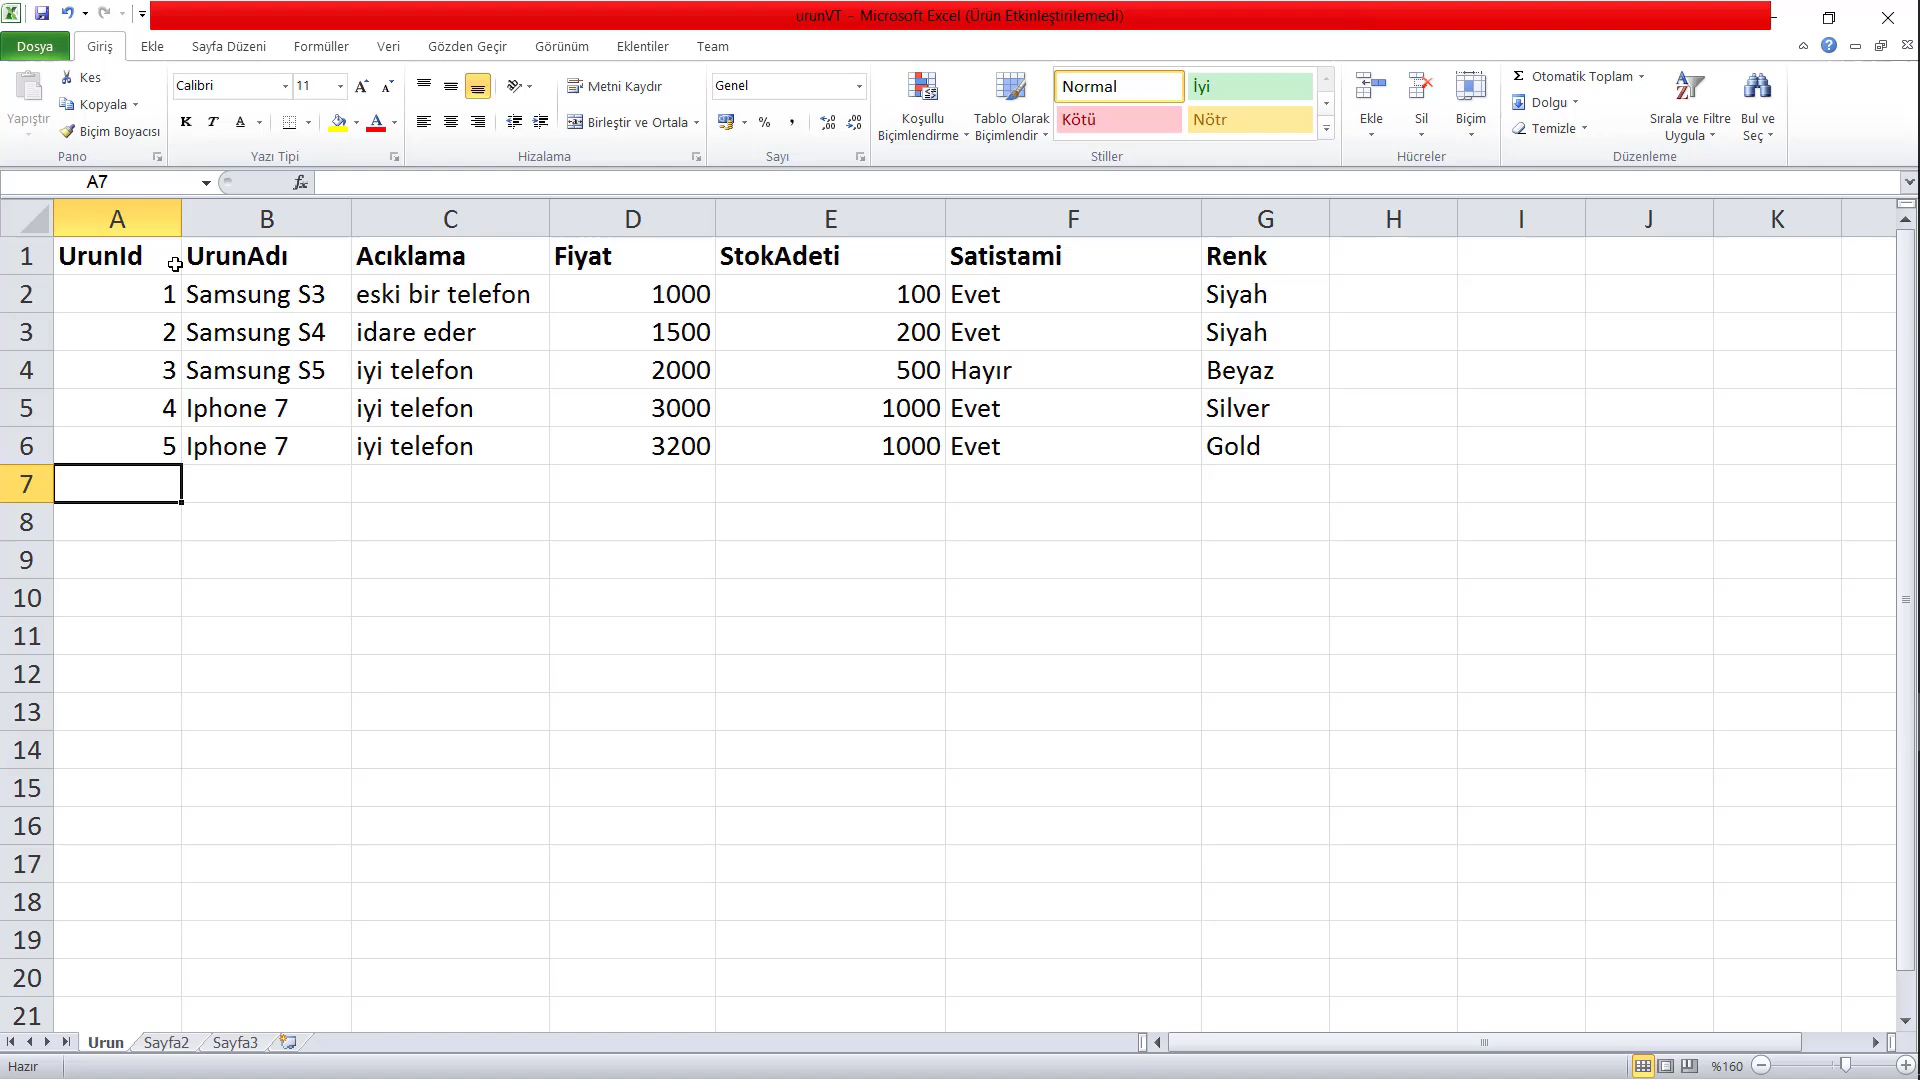 urunVT - Microsoft Excel (Ürün Etkinleştirilemedi)
Dosya Giriş Ekle Sayfa Düzeni Formüller Veri Gözden Geçir Görünüm Eklentiler Team
Yapıştır
Kes
Kopyala
Biçim Boyacısı
Pano
Calibri 11
K T A
Yazı Tipi
Metni Kaydır
Birleştir ve Ortala
Hizalama
Genel
%
Sayı
Koşullu Biçimlendirme
Tablo Olarak Biçimlendir
Normal İyi
Kötü Nötr
Stiller
Ekle Sil Biçim
Hücreler
Otomatik Toplam
Dolgu
Temizle
Sırala ve Filtre Uygula
Bul ve Seç
Düzenleme
A7 fx
A B C D E F G H I J K
1 UrunId UrunAdı Acıklama Fiyat StokAdeti Satistami Renk
2 1 Samsung S3 eski bir telefon 1000 100 Evet Siyah
3 2 Samsung S4 idare eder 1500 200 Evet Siyah
4 3 Samsung S5 iyi telefon 2000 500 Hayır Beyaz
5 4 Iphone 7 iyi telefon 3000 1000 Evet Silver
6 5 Iphone 7 iyi telefon 3200 1000 Evet Gold
7
8
9
10
11
12
13
14
15
16
17
18
19
20
21
Urun Sayfa2 Sayfa3
Hazır %160